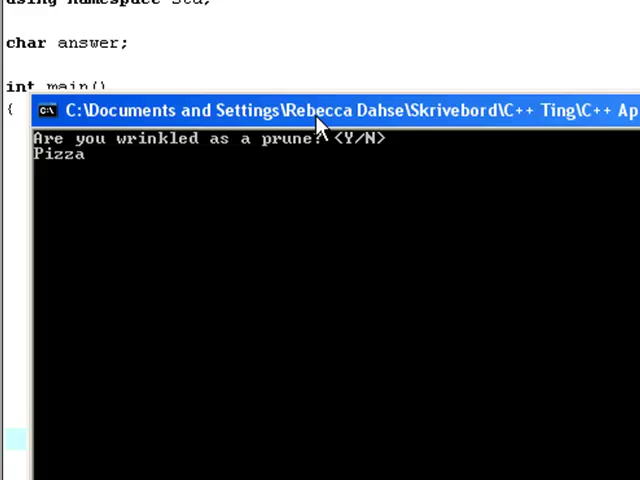 using namespace std;
char answer;
int main()
{
C:\Documents and Settings\Rebecca Dahse\Skrivebord\C++ Ting\C++ Ap
Are you wrinkled as a prune? <Y/N>
Pizza